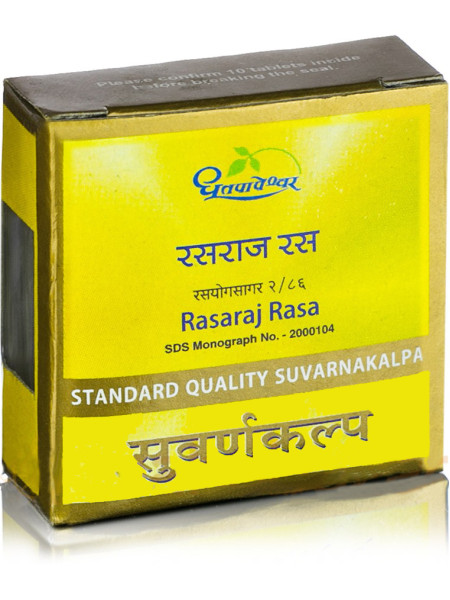 Please confirm 10 tablets inside
before breaking the seal.
धूतपापेश्वर
रसराज रस
रसयोगसागर २/८६
Rasaraj Rasa
SDS Monograph No. - 2000104
STANDARD QUALITY SUVARNAKALPA
सुवर्णकल्प